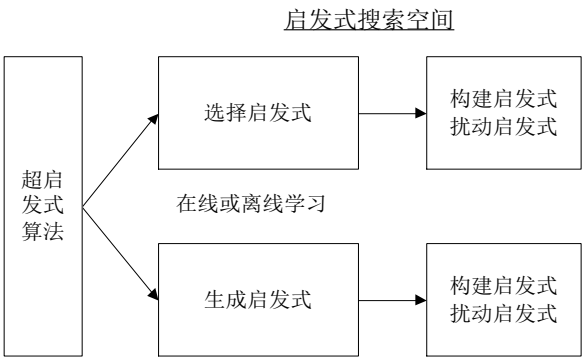 启发式搜索空间
超启
发式
算法
选择启发式
构建启发式
扰动启发式
在线或离线学习
生成启发式
构建启发式
扰动启发式